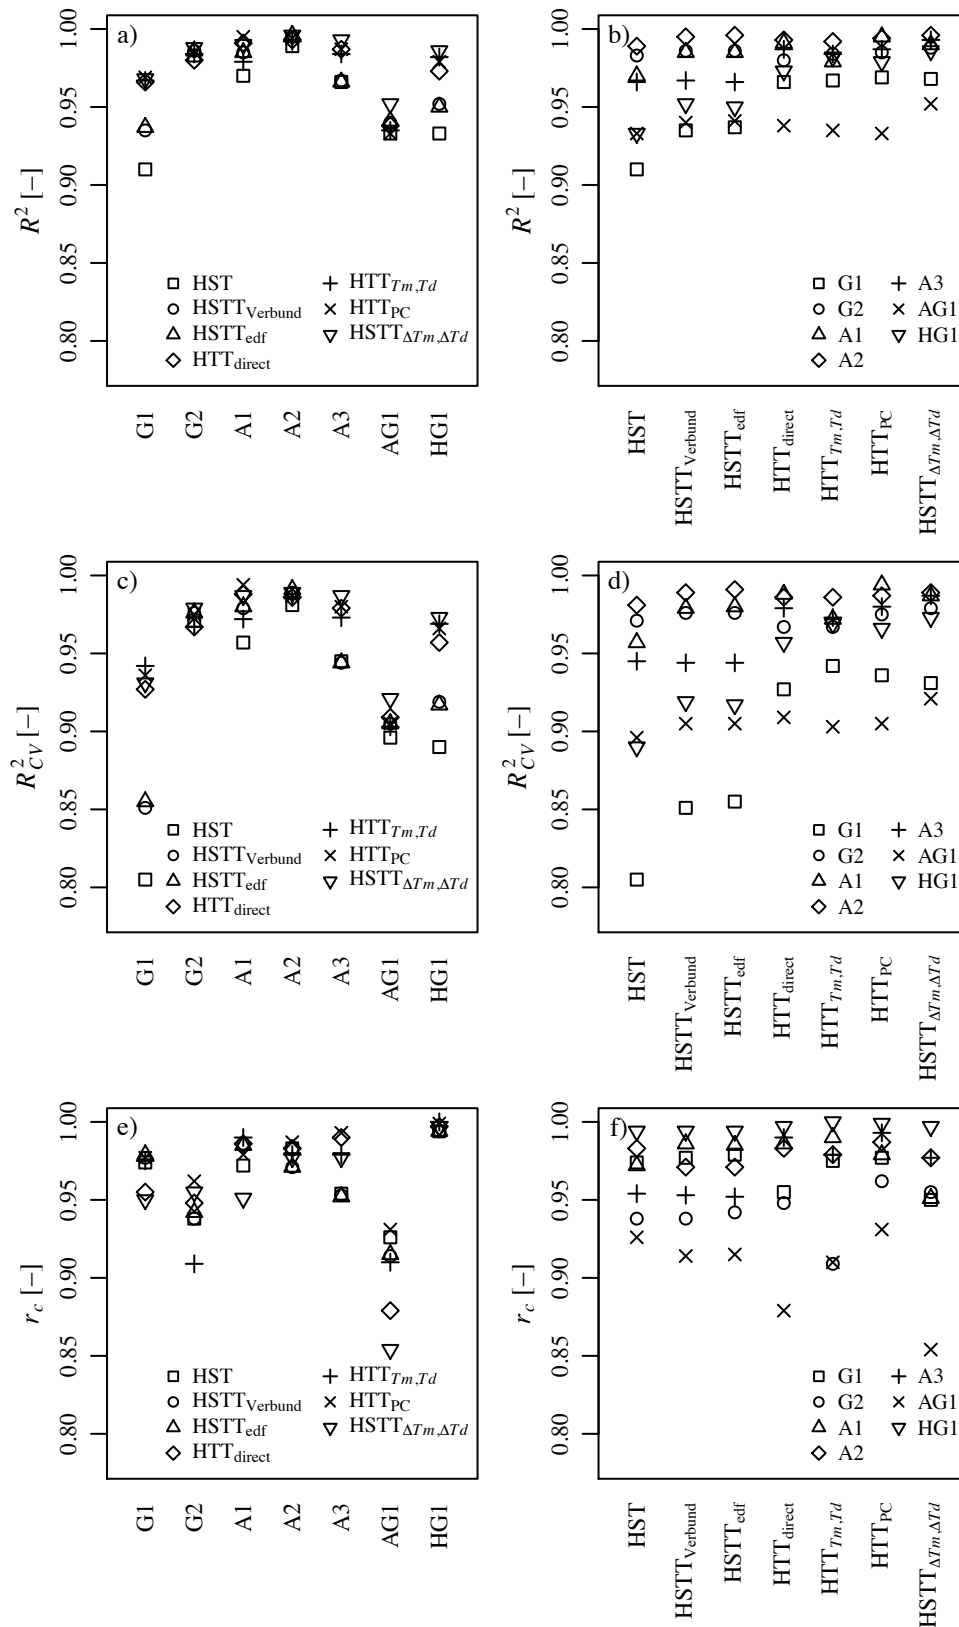 a)
R² [−]
1.00
0.95
0.90
0.85
0.80
HST
HSTT_Verbund
HSTT_edf
HTT_direct
HTT_Tm,Td
HTT_PC
HSTT_ΔTm,ΔTd
G1
G2
A1
A2
A3
AG1
HG1
b)
R² [−]
1.00
0.95
0.90
0.85
0.80
G1
G2
A1
A2
A3
AG1
HG1
HST
HSTT_Verbund
HSTT_edf
HTT_direct
HTT_Tm,Td
HTT_PC
HSTT_ΔTm,ΔTd
c)
R²_CV [−]
1.00
0.95
0.90
0.85
0.80
HST
HSTT_Verbund
HSTT_edf
HTT_direct
HTT_Tm,Td
HTT_PC
HSTT_ΔTm,ΔTd
G1
G2
A1
A2
A3
AG1
HG1
d)
R²_CV [−]
1.00
0.95
0.90
0.85
0.80
G1
G2
A1
A2
A3
AG1
HG1
HST
HSTT_Verbund
HSTT_edf
HTT_direct
HTT_Tm,Td
HTT_PC
HSTT_ΔTm,ΔTd
e)
r_c [−]
1.00
0.95
0.90
0.85
0.80
HST
HSTT_Verbund
HSTT_edf
HTT_direct
HTT_Tm,Td
HTT_PC
HSTT_ΔTm,ΔTd
G1
G2
A1
A2
A3
AG1
HG1
f)
r_c [−]
1.00
0.95
0.90
0.85
0.80
G1
G2
A1
A2
A3
AG1
HG1
HST
HSTT_Verbund
HSTT_edf
HTT_direct
HTT_Tm,Td
HTT_PC
HSTT_ΔTm,ΔTd